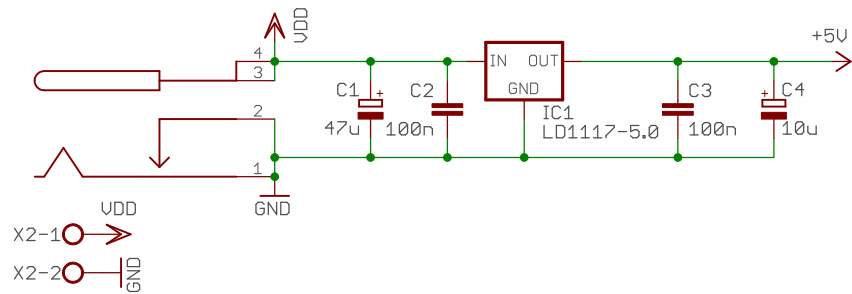 VDD
+5V
4
3
IN OUT
GND
C1
+
47u
C2
100n
IC1
LD1117-5.0
C3
100n
+
C4
10u
2
1
GND
VDD
X2-1
X2-2
GND